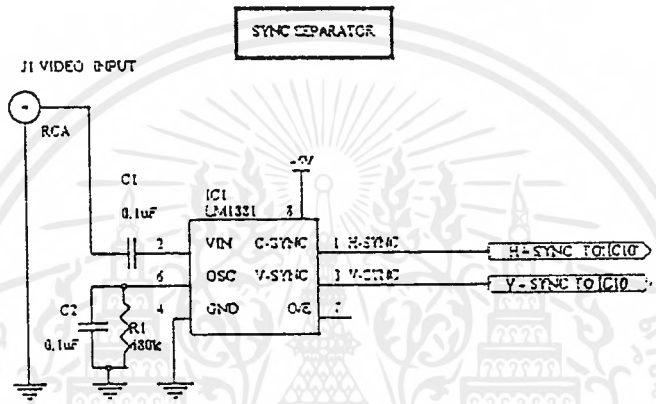 SYNC SEPARATOR
J1 VIDEO INPUT
RCA
C1
0.1uF
IC1
LM1881
+5V
8
2 VIN C-SYNC 1 H-SYNC H-SYNC TO IC10
6 OSC V-SYNC 3 V-SYNC V-SYNC TO IC10
4 GND O/E 7
C2
0.1uF
R1
680k